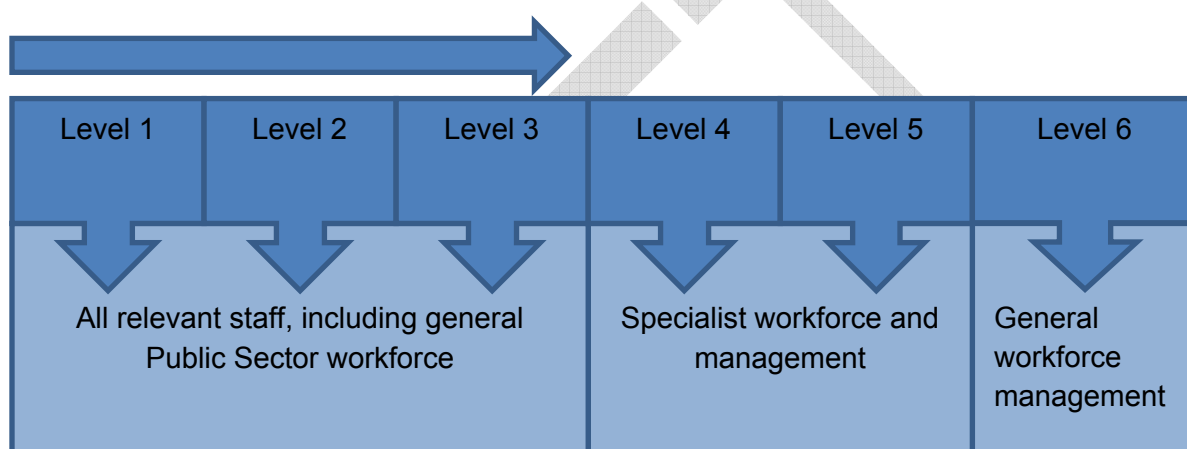 Level 1
Level 2
Level 3
Level 4
Level 5
Level 6
All relevant staff, including general
Public Sector workforce
Specialist workforce and
management
General
workforce
management